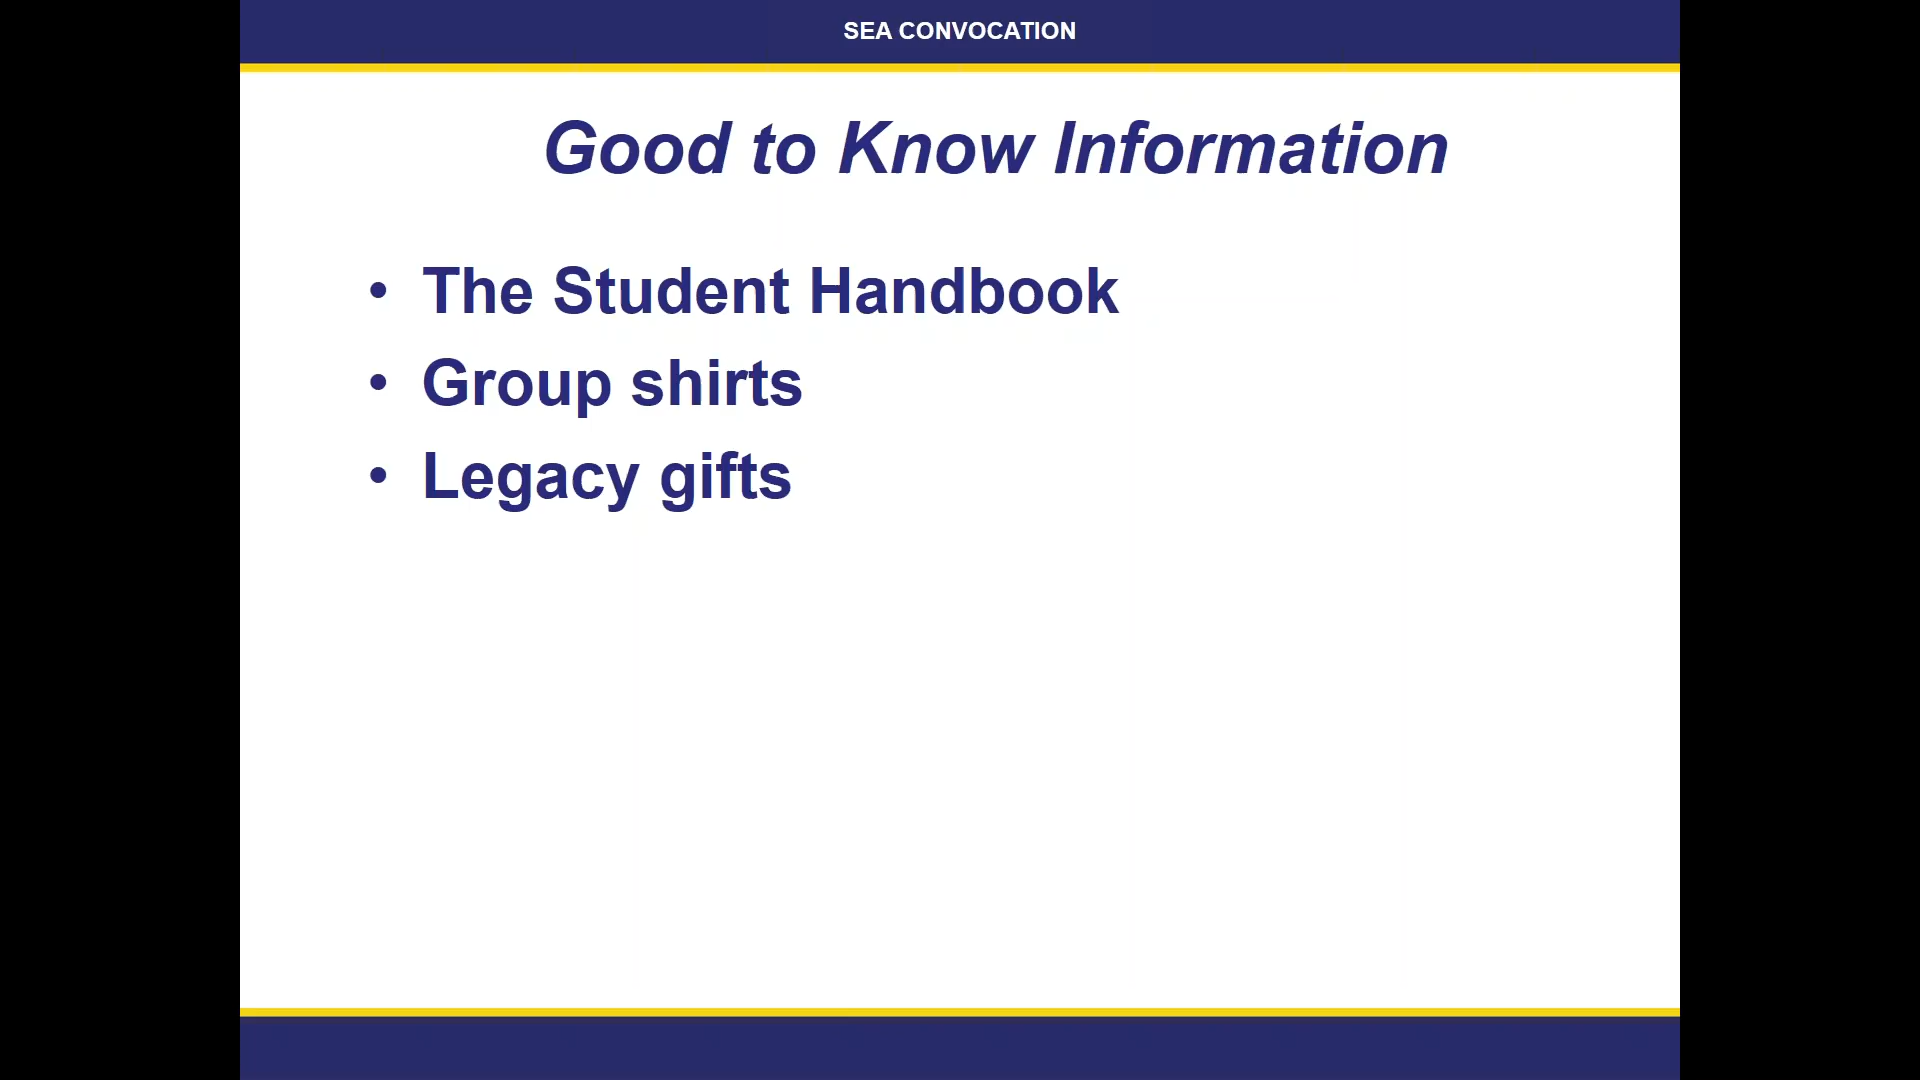 SEA CONVOCATION
Good to Know Information
• The Student Handbook
• Group shirts
• Legacy gifts